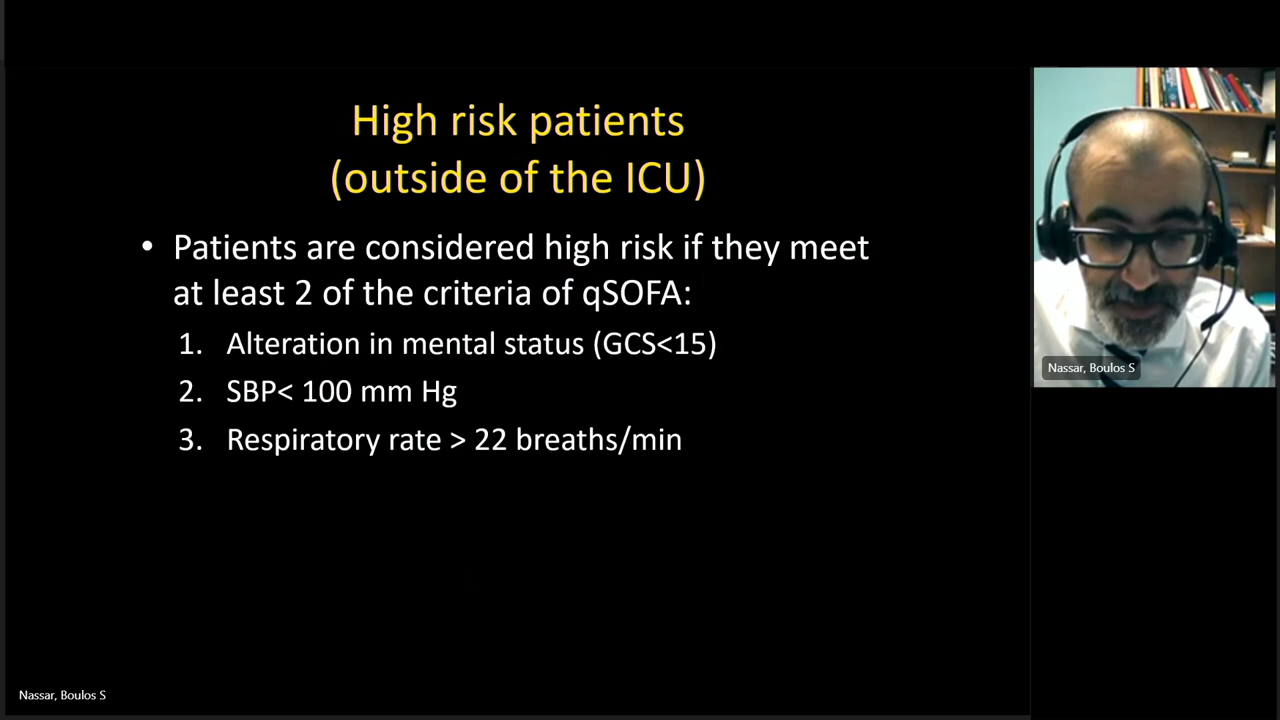 High risk patients
(outside of the ICU)
• Patients are considered high risk if they meet
at least 2 of the criteria of qSOFA:
1. Alteration in mental status (GCS<15)
2. SBP< 100 mm Hg
3. Respiratory rate > 22 breaths/min
Nassar, Boulos S
Nassar, Boulos S